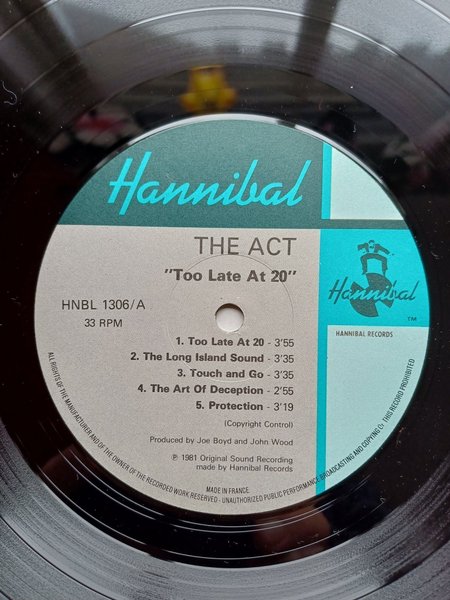 Hannibal
THE ACT
"Too Late At 20"
Hannibal
TM
HNBL 1306/A
33 RPM
HANNIBAL RECORDS
1. Too Late At 20 - 3'55
2. The Long Island Sound - 3'35
3. Touch and Go - 3'35
4. The Art Of Deception - 2'55
5. Protection - 3'19
(Copyright Control)
Produced by Joe Boyd and John Wood
℗ 1981 Original Sound Recording
made by Hannibal Records
MADE IN FRANCE
ALL RIGHTS OF THE MANUFACTURER AND OF THE OWNER OF THE RECORDED WORK RESERVED - UNAUTHORIZED PUBLIC PERFORMANCE BROADCASTING AND COPYING OF THIS RECORD PROHIBITED